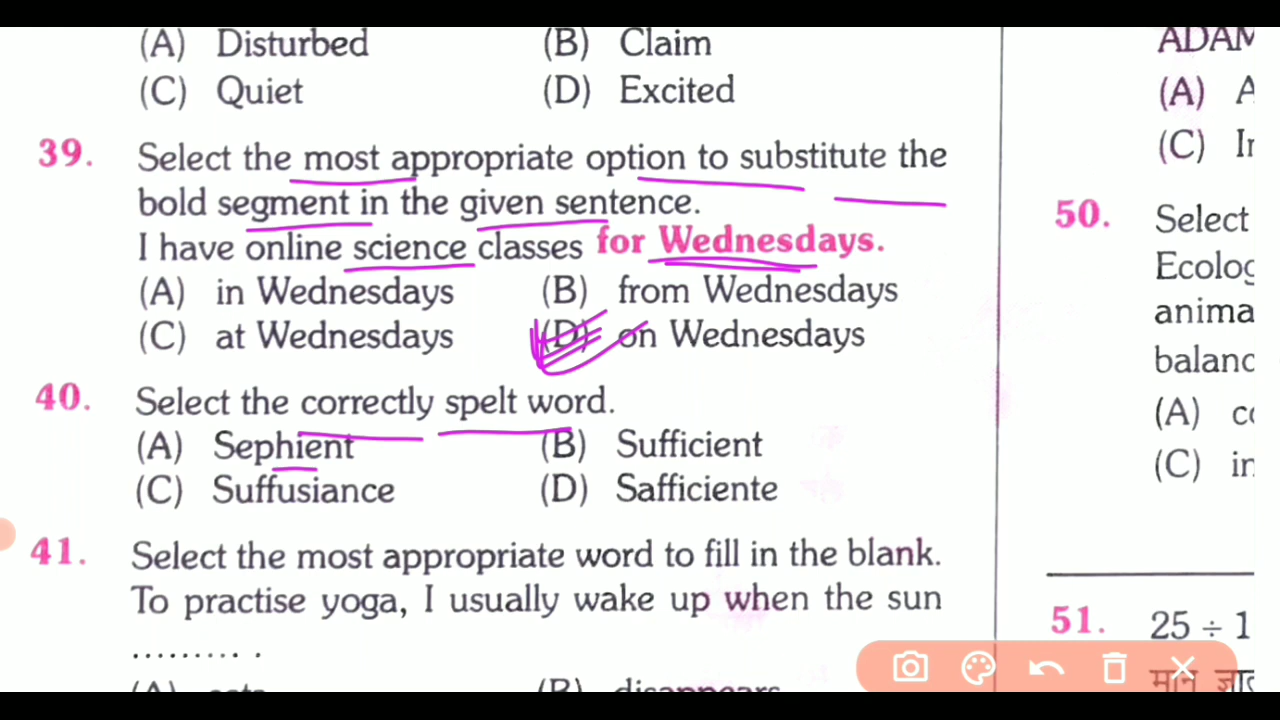 (A) Disturbed (B) Claim
(C) Quiet (D) Excited
39. Select the most appropriate option to substitute the
bold segment in the given sentence.
I have online science classes for Wednesdays.
(A) in Wednesdays (B) from Wednesdays
(C) at Wednesdays (D) on Wednesdays
40. Select the correctly spelt word.
(A) Sephient (B) Sufficient
(C) Suffusiance (D) Safficiente
41. Select the most appropriate word to fill in the blank.
To practise yoga, I usually wake up when the sun
......... .
(A) sets (B) disappears
ADAM
(A) A
(C) Ir
50. Select
Ecolog
anima
balanc
(A) co
(C) in
51. 25 ÷ 1
मान ज्ञात